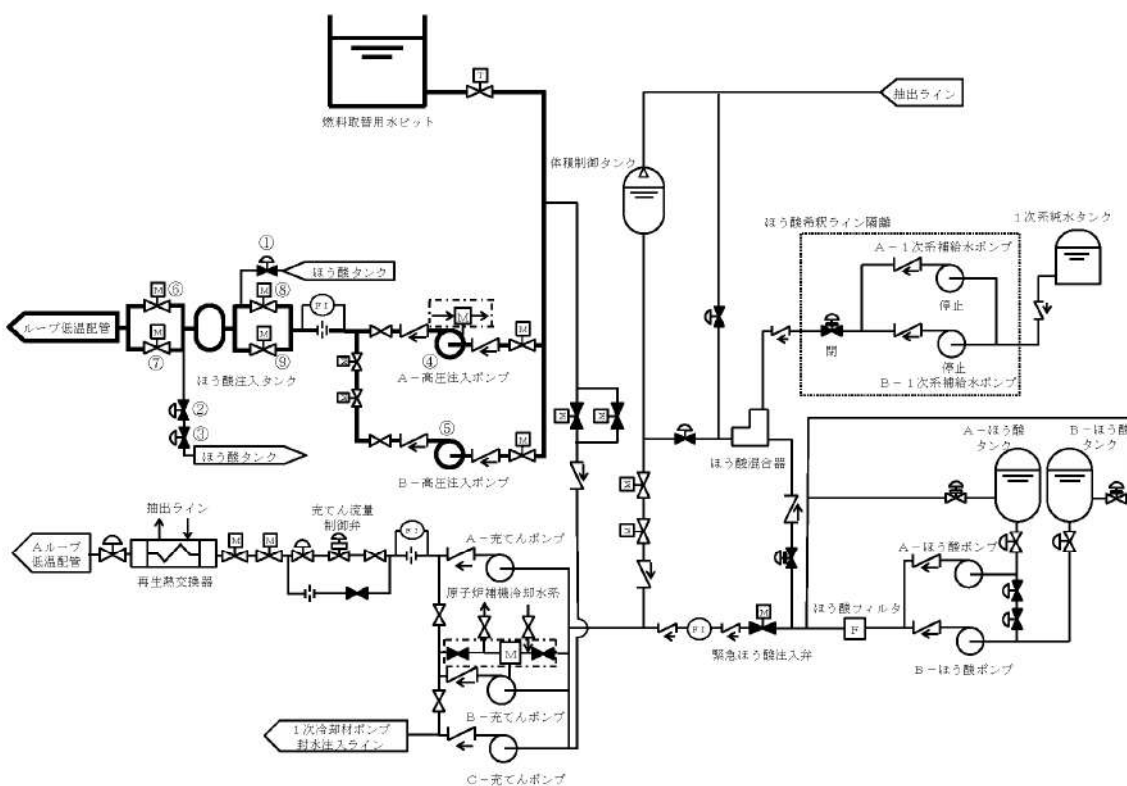 T
燃料取替用水ピット
抽出ライン
体積制御タンク
ほう酸希釈ライン隔離
1次系純水タンク
A-1次系補給水ポンプ
停止
閉
停止
B-1次系補給水ポンプ
①
ほう酸タンク
M ⑥
M ⑧
FI
M
ループ低温配管
M
M
M
⑦
⑨
④
ほう酸注入タンク
A-高圧注入ポンプ
②
M
③
M
⑤
M
ほう酸タンク
B-高圧注入ポンプ
M
M
M
M
ほう酸混合器
A-ほう酸
タンク
B-ほう酸
タンク
抽出ライン
充てん流量
制御弁
FI
Aループ
低温配管
M
M
再生熱交換器
A-充てんポンプ
原子炉補機冷却水系
M
B-充てんポンプ
FI
M
緊急ほう酸注入弁
ほう酸フィルタ
F
A-ほう酸ポンプ
B-ほう酸ポンプ
1次冷却材ポンプ
封水注入ライン
C-充てんポンプ